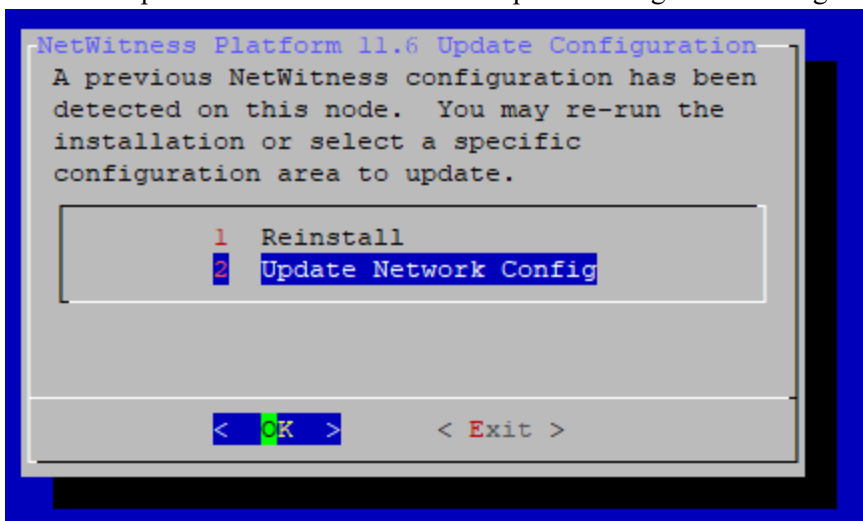 NetWitness Platform 11.6 Update Configuration
A previous NetWitness configuration has been
detected on this node.  You may re-run the
installation or select a specific
configuration area to update.
1  Reinstall
2  Update Network Config
<  OK  >        < Exit >